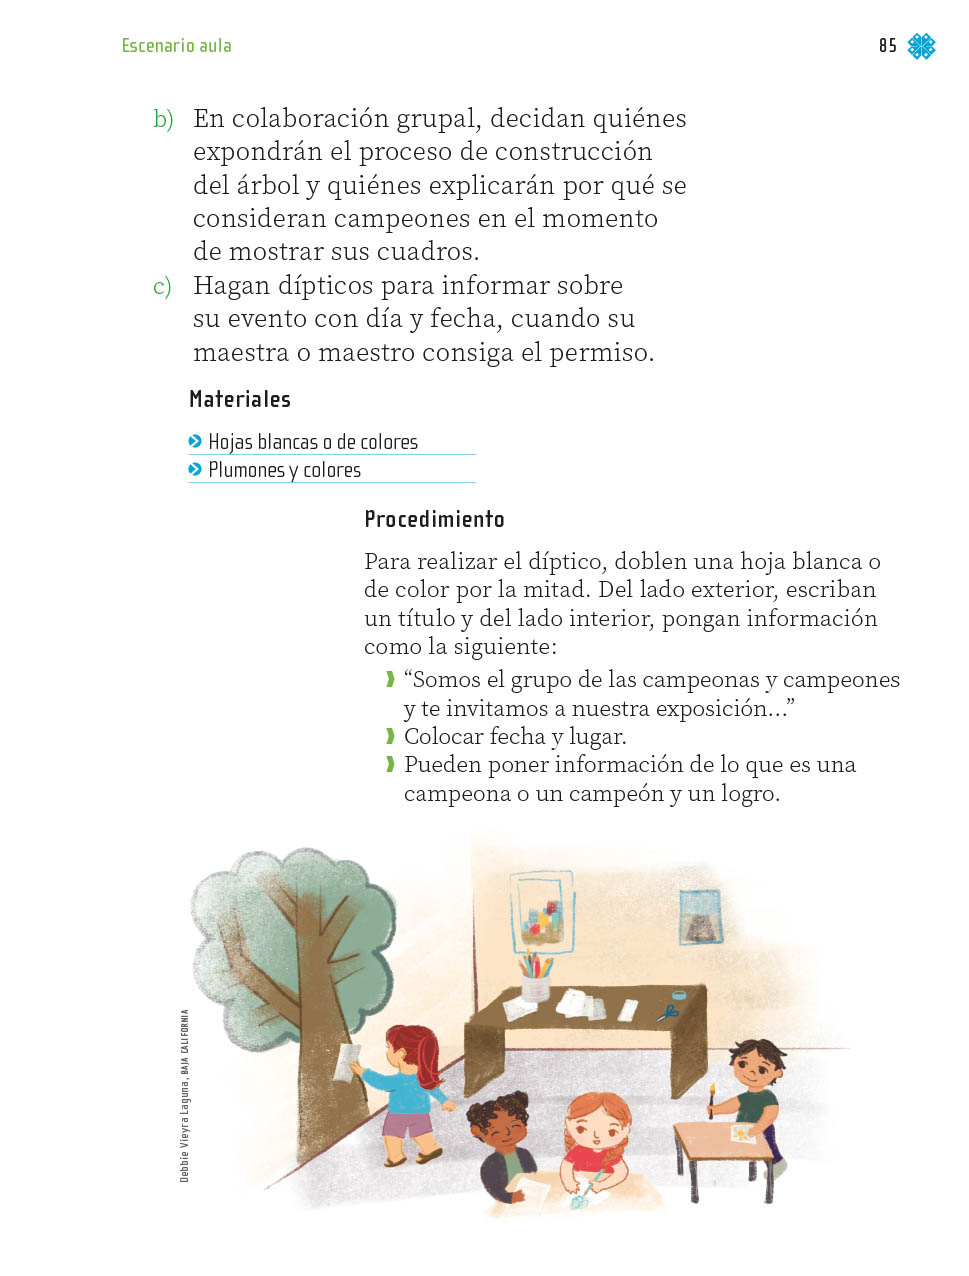 Escenario aula
85
b) En colaboración grupal, decidan quiénes
expondrán el proceso de construcción
del árbol y quiénes explicarán por qué se
consideran campeones en el momento
de mostrar sus cuadros.
c) Hagan dípticos para informar sobre
su evento con día y fecha, cuando su
maestra o maestro consiga el permiso.
Materiales
Hojas blancas o de colores
Plumones y colores
Procedimiento
Para realizar el díptico, doblen una hoja blanca o
de color por la mitad. Del lado exterior, escriban
un título y del lado interior, pongan información
como la siguiente:
“Somos el grupo de las campeonas y campeones
y te invitamos a nuestra exposición...”
Colocar fecha y lugar.
Pueden poner información de lo que es una
campeona o un campeón y un logro.
Debbie Vieyra Laguna, BAJA CALIFORNIA